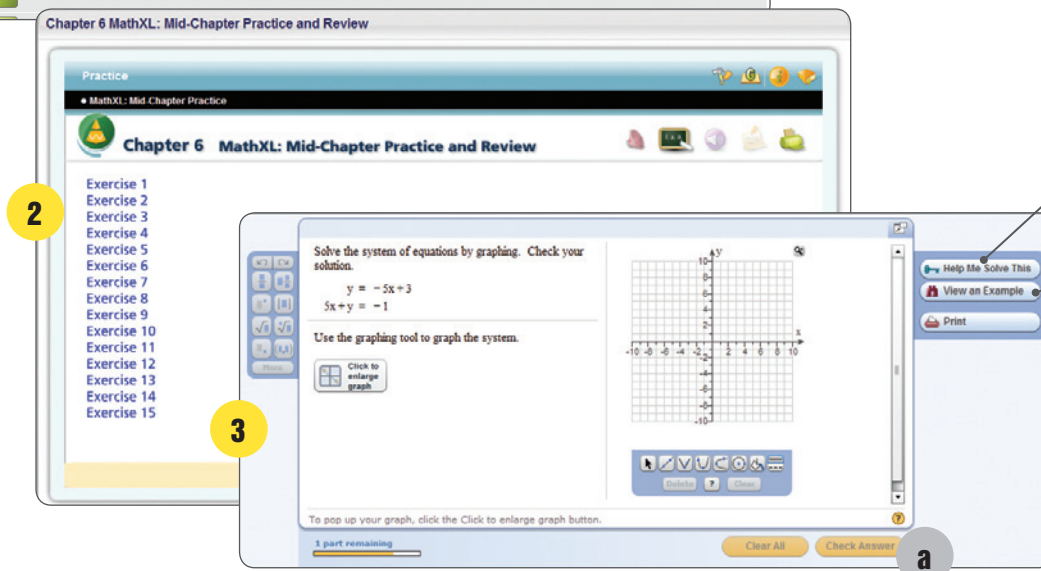 Chapter 6 MathXL: Mid-Chapter Practice and Review
Practice
MathXL: Mid-Chapter Practice
Chapter 6 MathXL: Mid-Chapter Practice and Review
2
Exercise 1
Exercise 2
Exercise 3
Exercise 4
Exercise 5
Exercise 6
Exercise 7
Exercise 8
Exercise 9
Exercise 10
Exercise 11
Exercise 12
Exercise 13
Exercise 14
Exercise 15
3
More
Solve the system of equations by graphing. Check your
solution.
y = -5x+3
5x+y = -1
Use the graphing tool to graph the system.
Click to
enlarge
graph
y
x
10
8
6
4
2
-10 -8 -6 -4 -2 2 4 6 8 10
-2
-4
-6
-8
-10
Delete ? Clear
Help Me Solve This
View an Example
Print
To pop up your graph, click the Click to enlarge graph button.
?
1 part remaining
Clear All
Check Answer
a